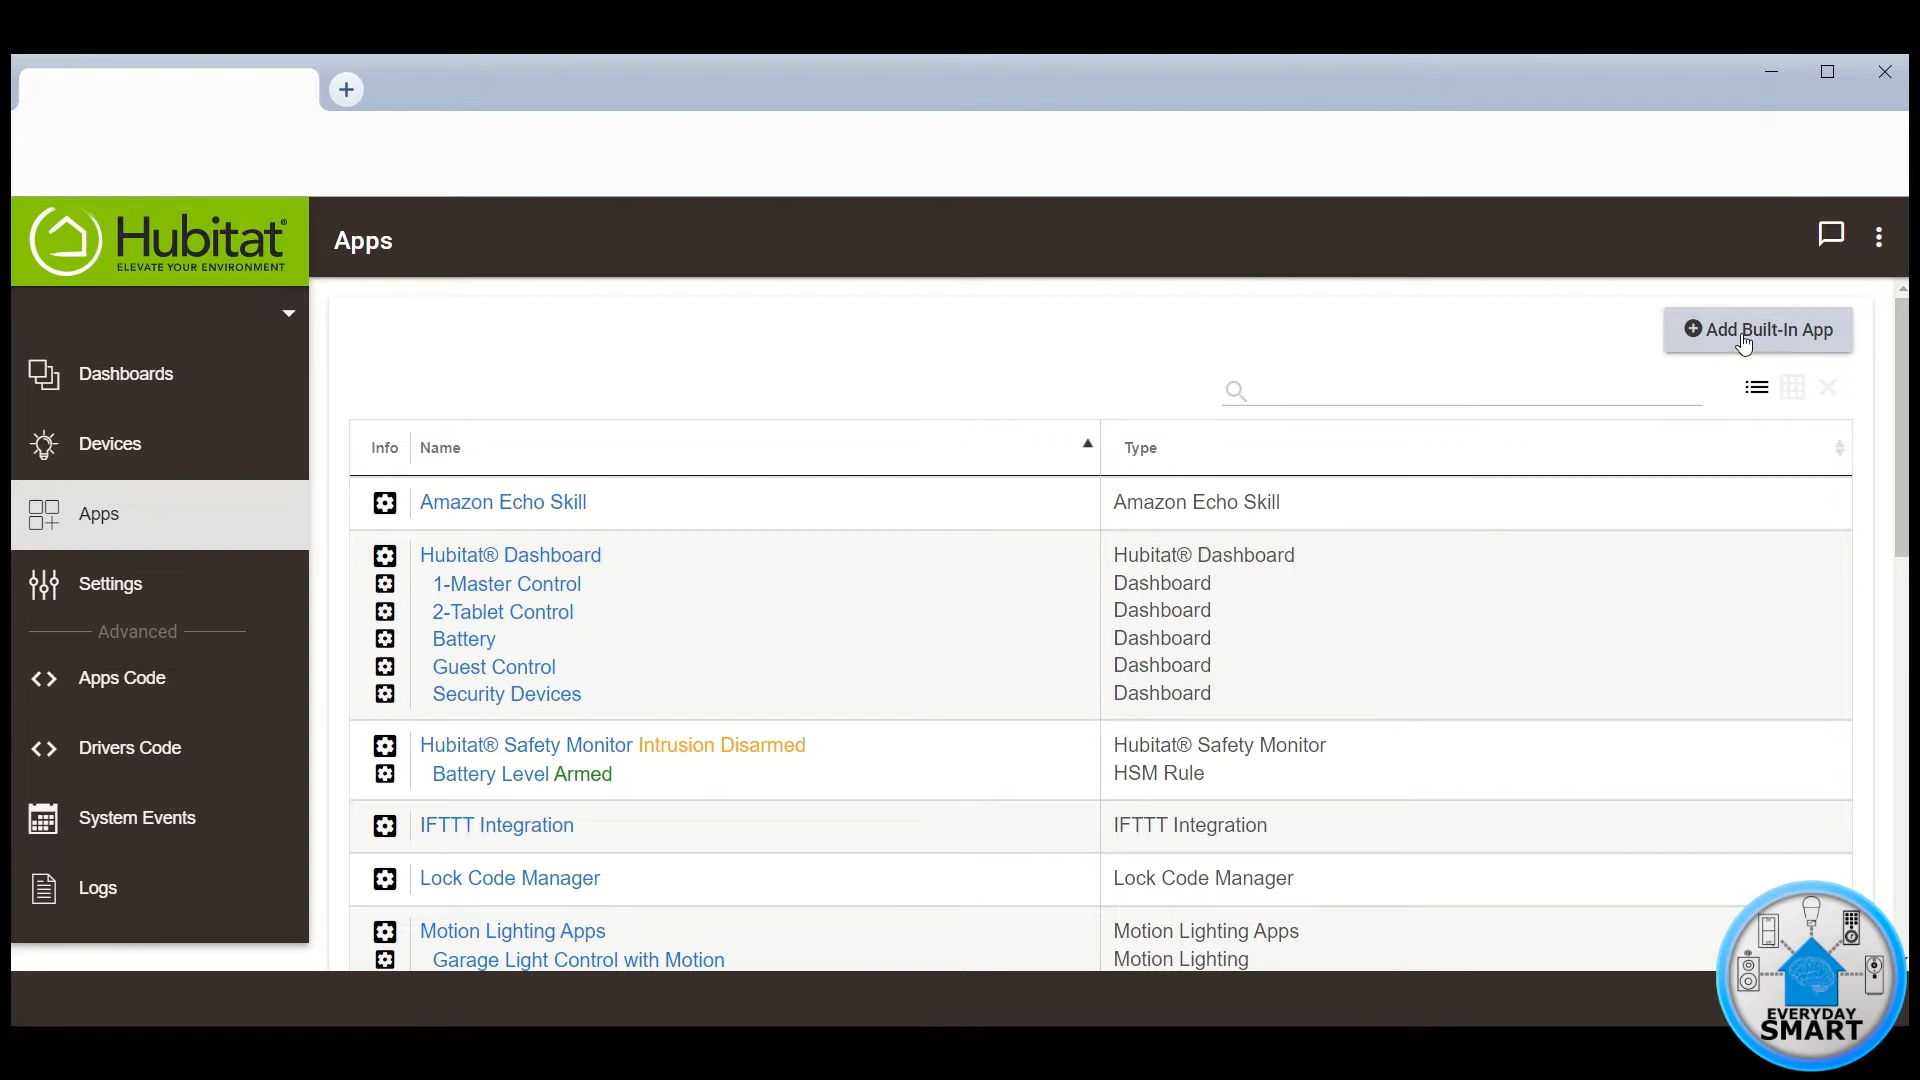 Hubitat®
ELEVATE YOUR ENVIRONMENT
Apps
Dashboards
Devices
Apps
Settings
Advanced
Apps Code
Drivers Code
System Events
Logs
Add Built-In App
Info Name Type
Amazon Echo Skill Amazon Echo Skill
Hubitat® Dashboard Hubitat® Dashboard
1-Master Control Dashboard
2-Tablet Control Dashboard
Battery Dashboard
Guest Control Dashboard
Security Devices Dashboard
Hubitat® Safety Monitor Intrusion Disarmed Hubitat® Safety Monitor
Battery Level Armed HSM Rule
IFTTT Integration IFTTT Integration
Lock Code Manager Lock Code Manager
Motion Lighting Apps Motion Lighting Apps
Garage Light Control with Motion Motion Lighting
EVERYDAY
SMART